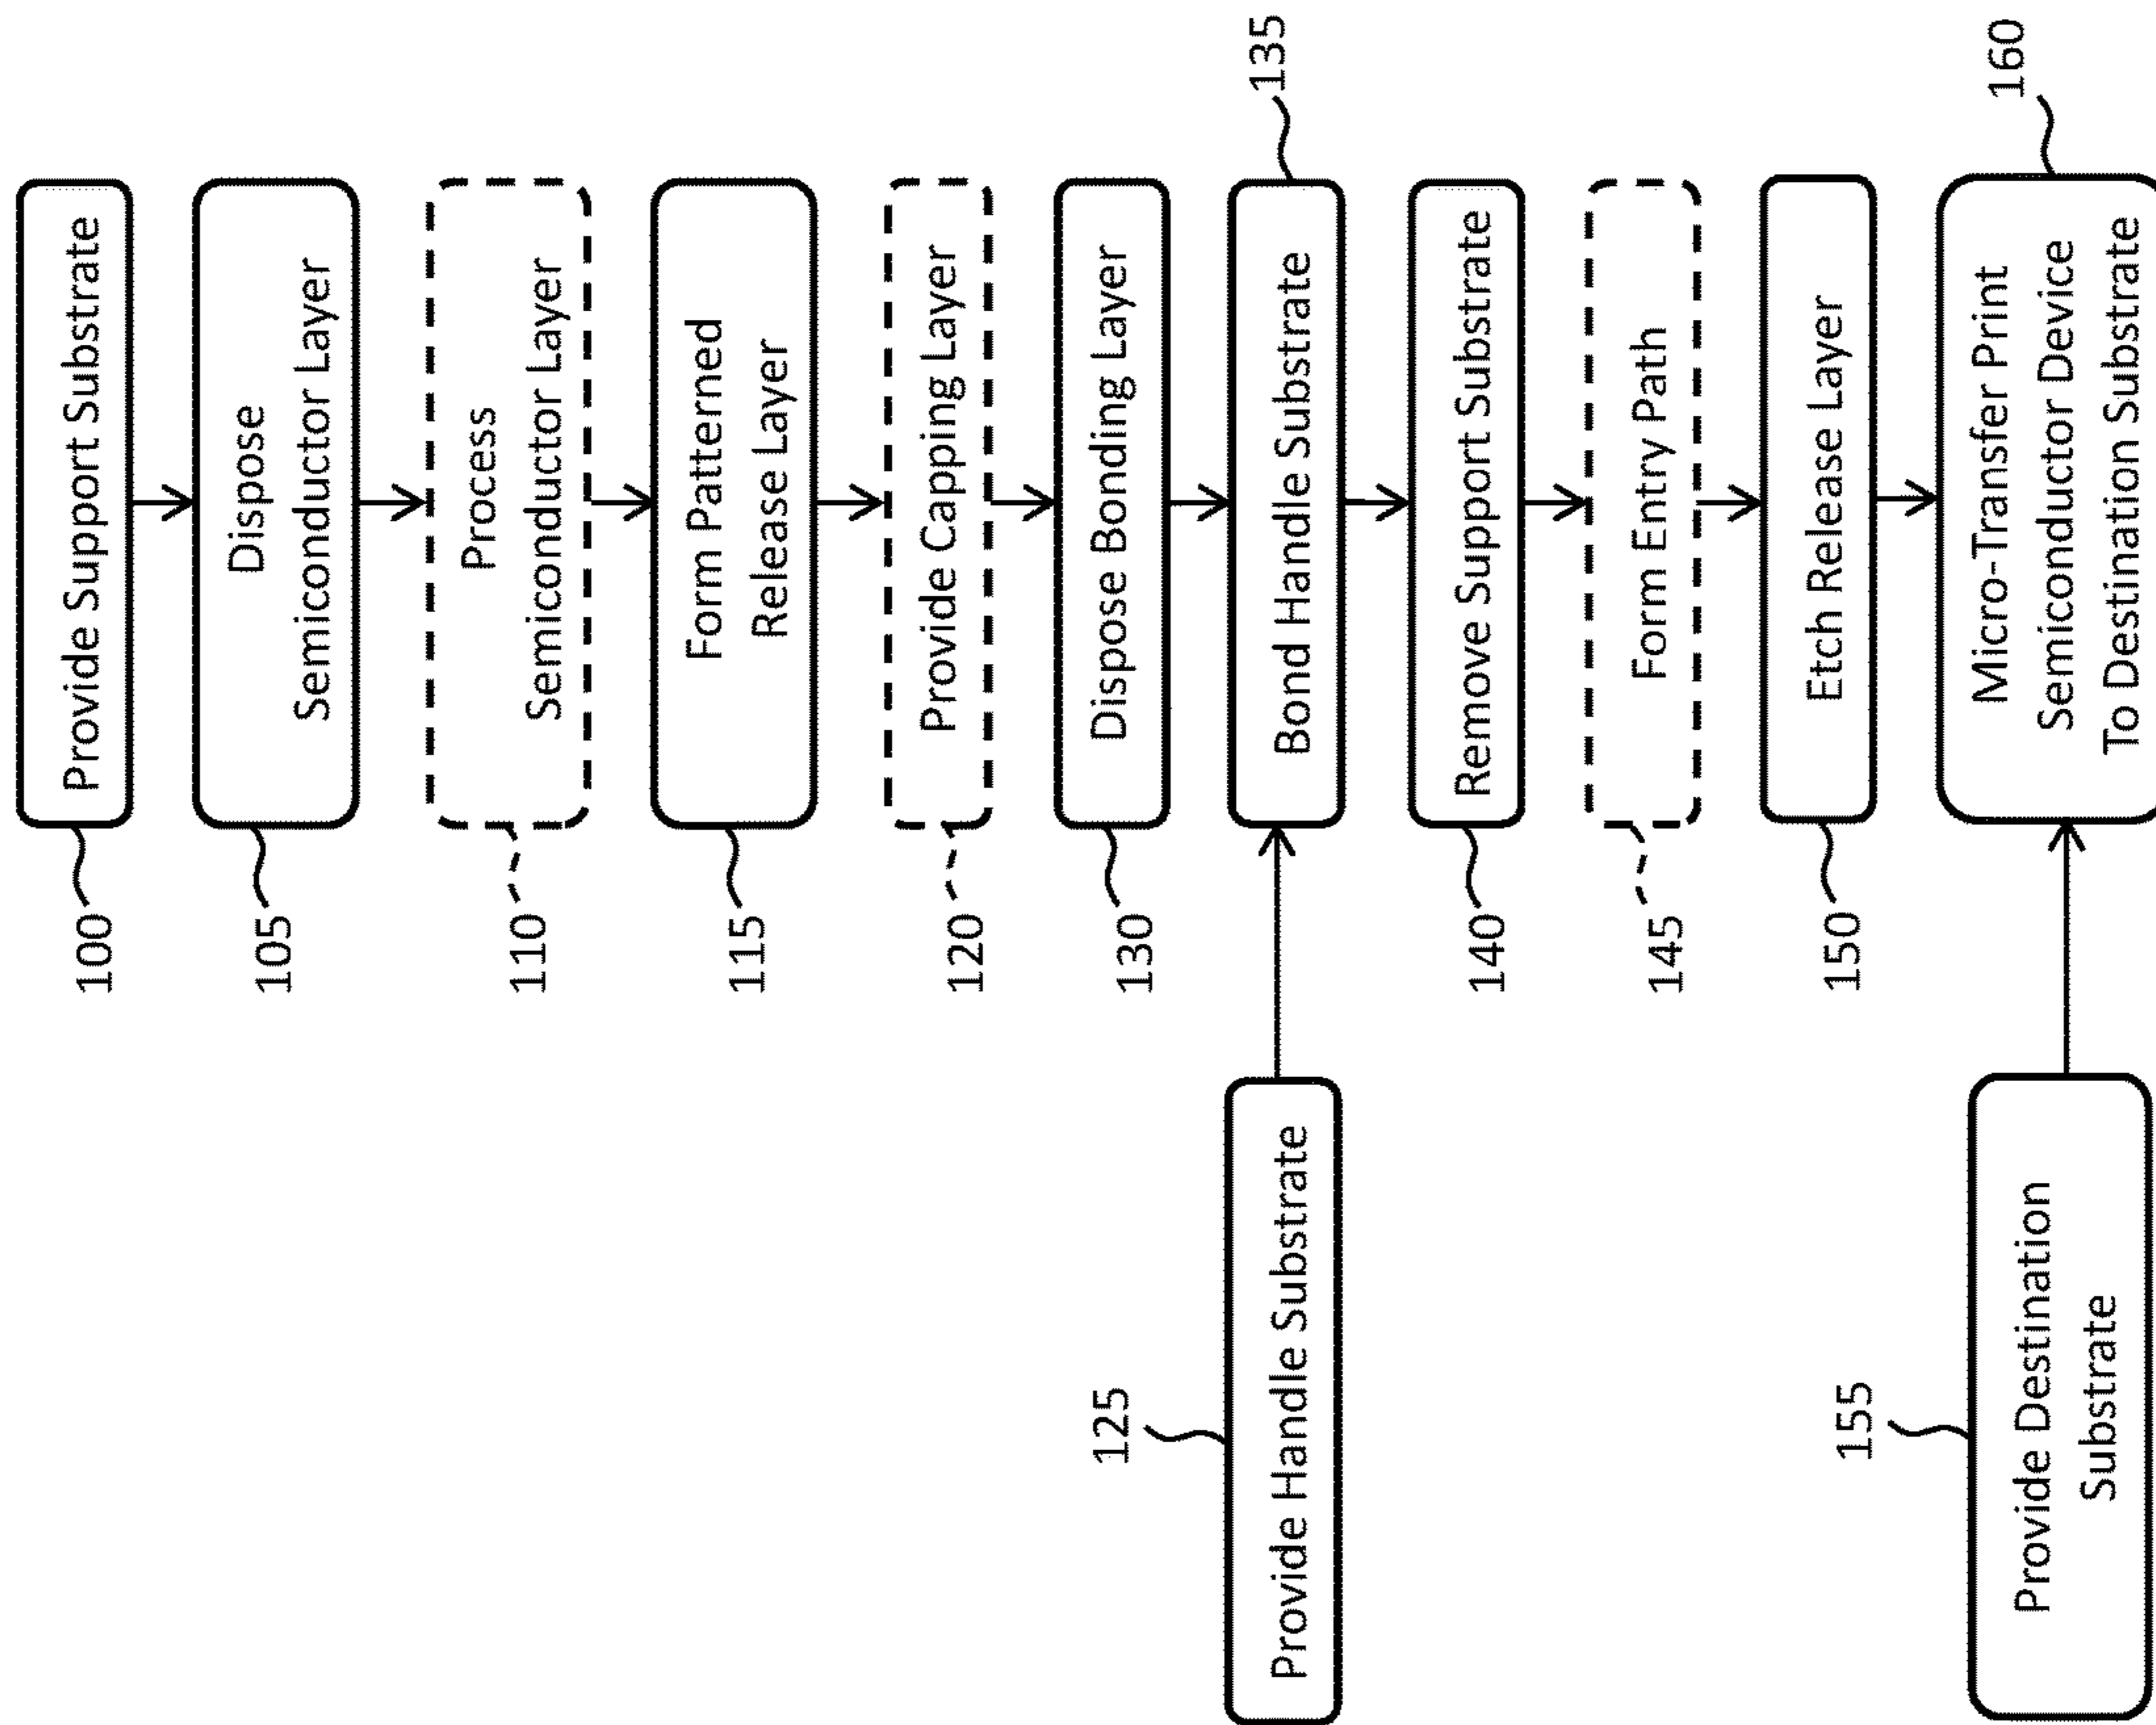 100
Provide Support Substrate
105
Dispose
Semiconductor Layer
110
Process
Semiconductor Layer
115
Form Patterned
Release Layer
120
Provide Capping Layer
130
Dispose Bonding Layer
125
Provide Handle Substrate
Bond Handle Substrate
135
140
Remove Support Substrate
145
Form Entry Path
150
Etch Release Layer
155
Provide Destination
Substrate
Micro-Transfer Print
Semiconductor Device
To Destination Substrate
160